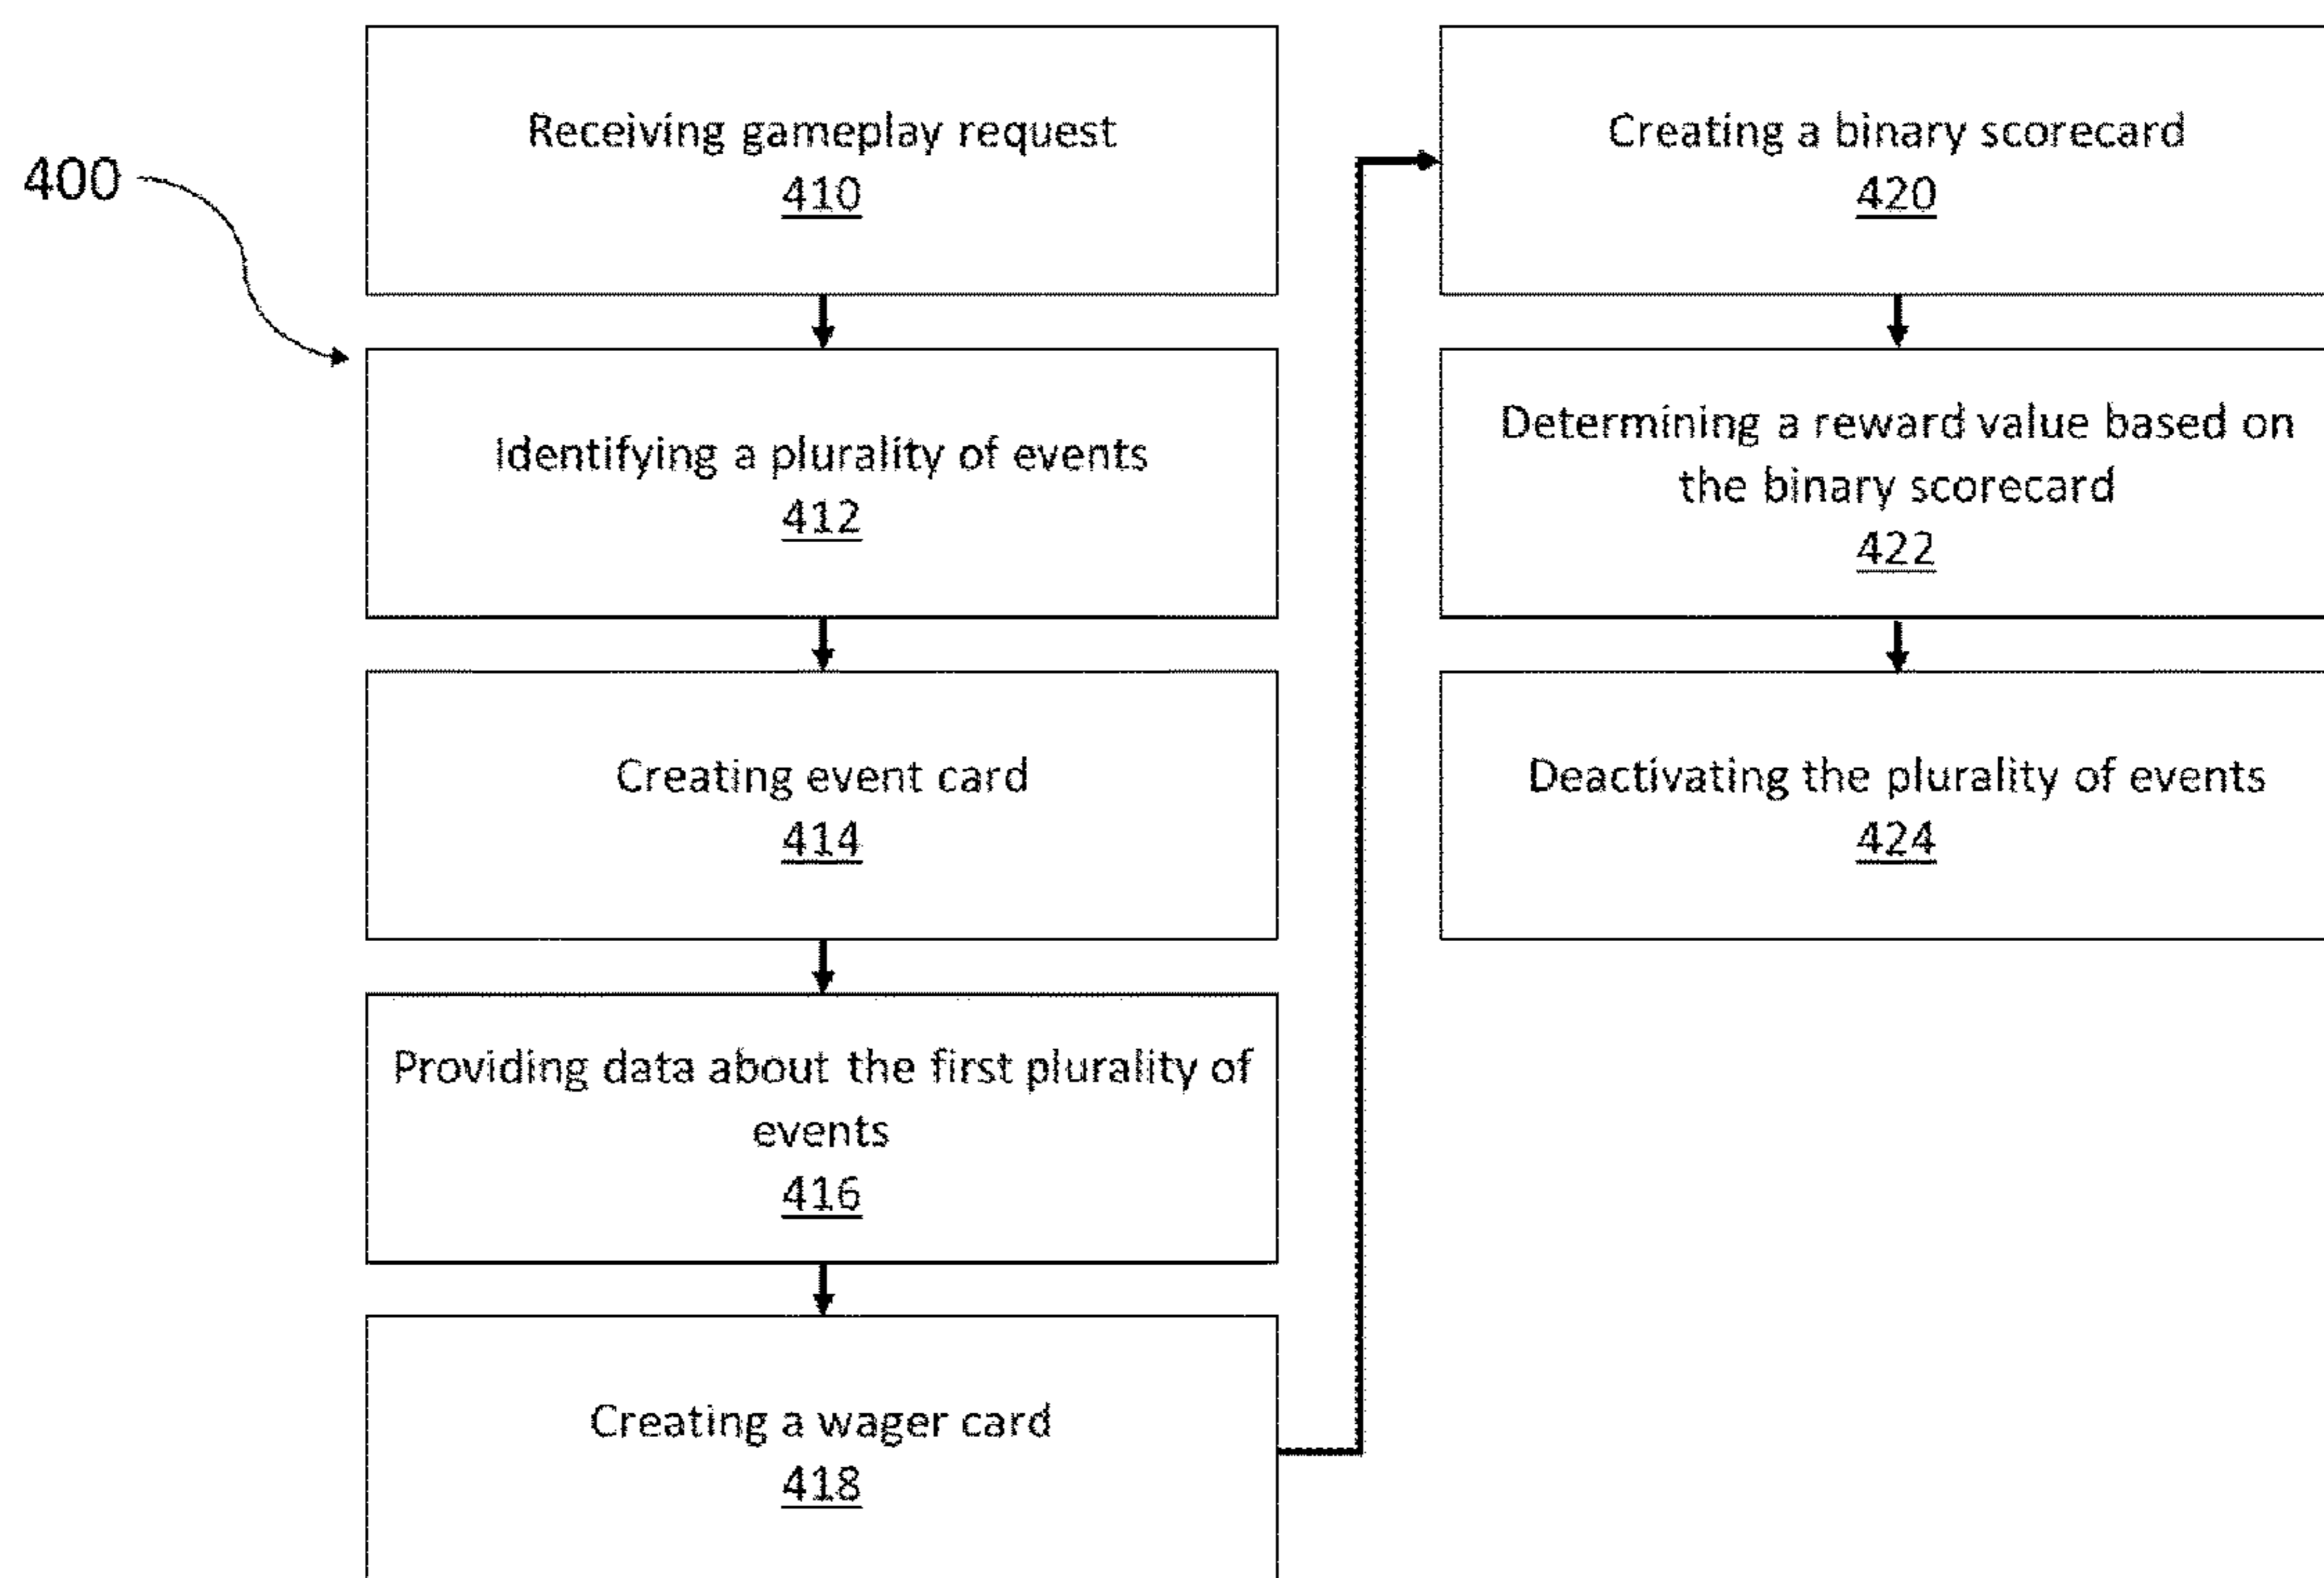 400
Receiving gameplay request
410
Identifying a plurality of events
412
Creating event card
414
Providing data about the first plurality of
events
416
Creating a wager card
418
Creating a binary scorecard
420
Determining a reward value based on
the binary scorecard
422
Deactivating the plurality of events
424